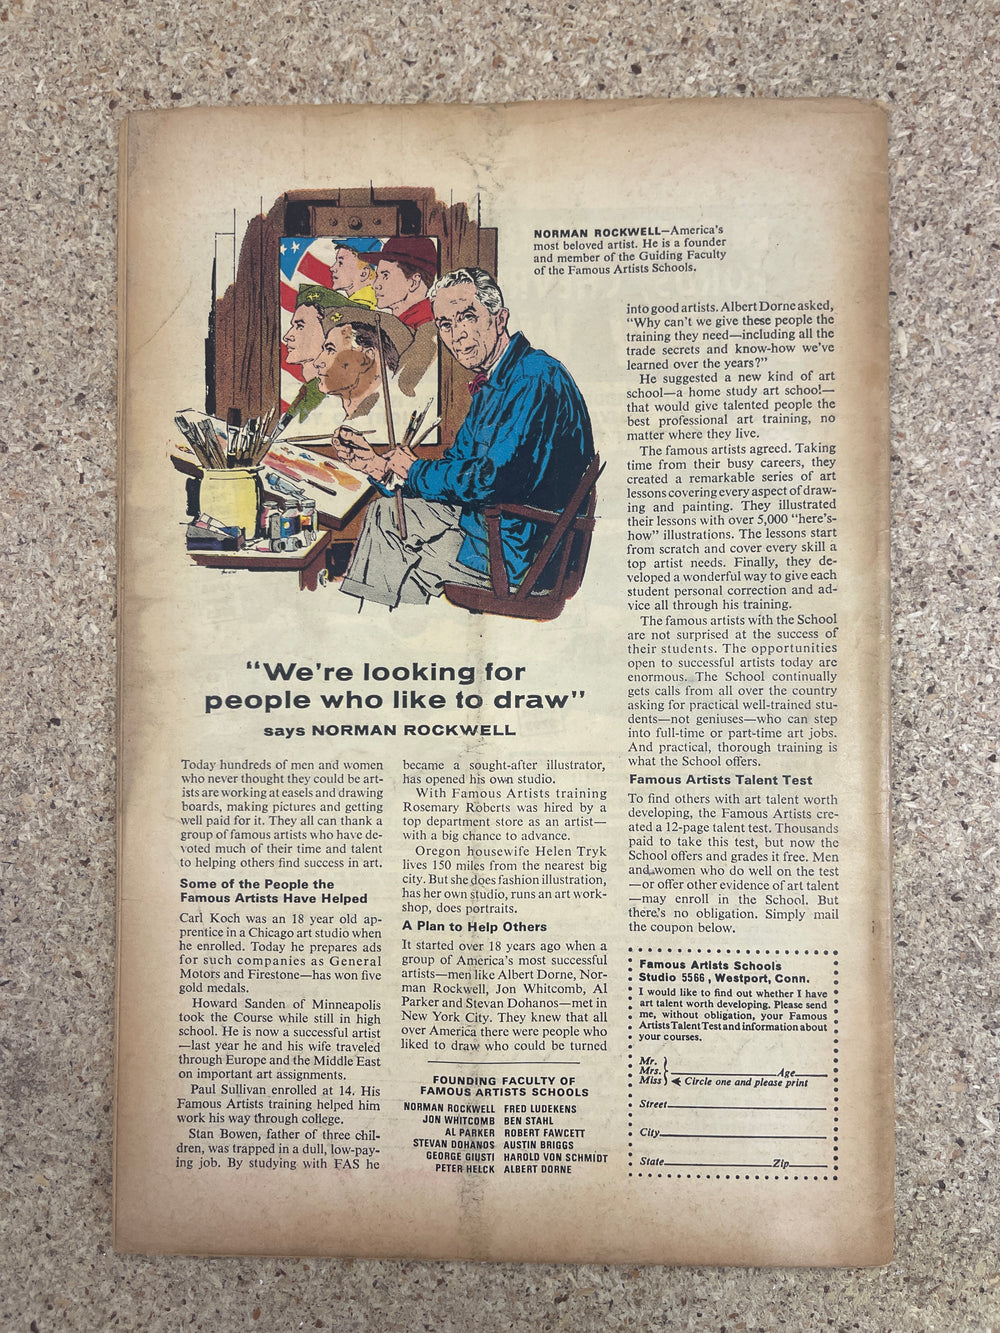 NORMAN ROCKWELL—America's
most beloved artist. He is a founder
and member of the Guiding Faculty
of the Famous Artists Schools.
"We're looking for
people who like to draw"
says NORMAN ROCKWELL
Today hundreds of men and women
who never thought they could be art-
ists are working at easels and drawing
boards, making pictures and getting
well paid for it. They all can thank a
group of famous artists who have de-
voted much of their time and talent
to helping others find success in art.
Some of the People the
Famous Artists Have Helped
Carl Koch was an 18 year old ap-
prentice in a Chicago art studio when
he enrolled. Today he prepares ads
for such companies as General
Motors and Firestone—has won five
gold medals.
Howard Sanden of Minneapolis
took the Course while still in high
school. He is now a successful artist
—last year he and his wife traveled
through Europe and the Middle East
on important art assignments.
Paul Sullivan enrolled at 14. His
Famous Artists training helped him
work his way through college.
Stan Bowen, father of three chil-
dren, was trapped in a dull, low-pay-
ing job. By studying with FAS he
became a sought-after illustrator,
has opened his own studio.
With Famous Artists training
Rosemary Roberts was hired by a
top department store as an artist—
with a big chance to advance.
Oregon housewife Helen Tryk
lives 150 miles from the nearest big
city. But she does fashion illustration,
has her own studio, runs an art work-
shop, does portraits.
A Plan to Help Others
It started over 18 years ago when a
group of America's most successful
artists—men like Albert Dorne, Nor-
man Rockwell, Jon Whitcomb, Al
Parker and Stevan Dohanos—met in
New York City. They knew that all
over America there were people who
liked to draw who could be turned
FOUNDING FACULTY OF
FAMOUS ARTISTS SCHOOLS
NORMAN ROCKWELL FRED LUDEKENS
JON WHITCOMB BEN STAHL
AL PARKER ROBERT FAWCETT
STEVAN DOHANOS AUSTIN BRIGGS
GEORGE GIUSTI HAROLD VON SCHMIDT
PETER HELCK ALBERT DORNE
into good artists. Albert Dorne asked,
"Why can't we give these people the
training they need—including all the
trade secrets and know-how we've
learned over the years?"
He suggested a new kind of art
school—a home study art school—
that would give talented people the
best professional art training, no
matter where they live.
The famous artists agreed. Taking
time from their busy careers, they
created a remarkable series of art
lessons covering every aspect of draw-
ing and painting. They illustrated
their lessons with over 5,000 "here's-
how" illustrations. The lessons start
from scratch and cover every skill a
top artist needs. Finally, they de-
veloped a wonderful way to give each
student personal correction and ad-
vice all through his training.
The famous artists with the School
are not surprised at the success of
their students. The opportunities
open to successful artists today are
enormous. The School continually
gets calls from all over the country
asking for practical well-trained stu-
dents—not geniuses—who can step
into full-time or part-time art jobs.
And practical, thorough training is
what the School offers.
Famous Artists Talent Test
To find others with art talent worth
developing, the Famous Artists cre-
ated a 12-page talent test. Thousands
paid to take this test, but now the
School offers and grades it free. Men
and women who do well on the test
—or offer other evidence of art talent
—may enroll in the School. But
there's no obligation. Simply mail
the coupon below.
Famous Artists Schools
Studio 5566, Westport, Conn.
I would like to find out whether I have
art talent worth developing. Please send
me, without obligation, your Famous
Artists Talent Test and information about
your courses.
Mr.
Mrs. Age
Miss Circle one and please print
Street
City
State Zip